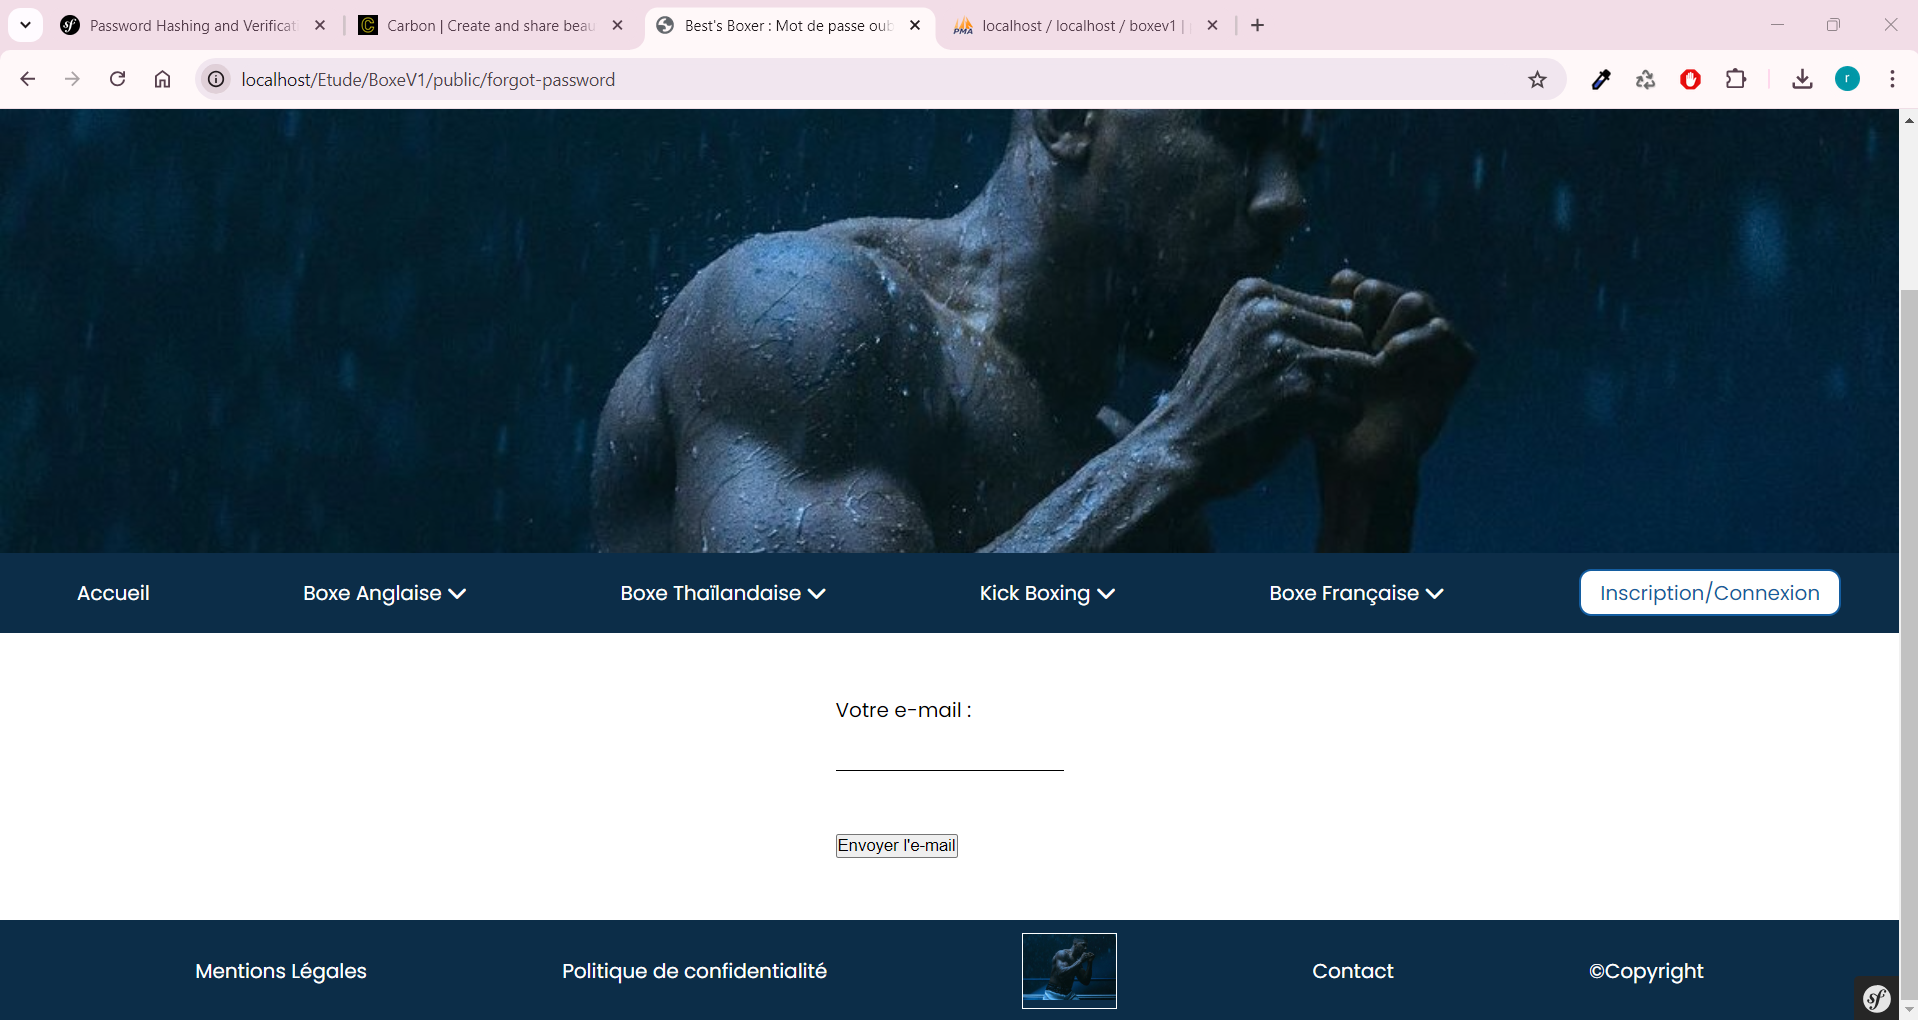 Password Hashing and Verificat
Carbon | Create and share beau
Best's Boxer : Mot de passe oub
localhost / localhost / boxev1 |
localhost/Etude/BoxeV1/public/forgot-password
r
Accueil
Boxe Anglaise
Boxe Thaïlandaise
Kick Boxing
Boxe Française
Inscription/Connexion
Votre e-mail :
Envoyer l'e-mail
Mentions Légales
Politique de confidentialité
Contact
©Copyright
sf